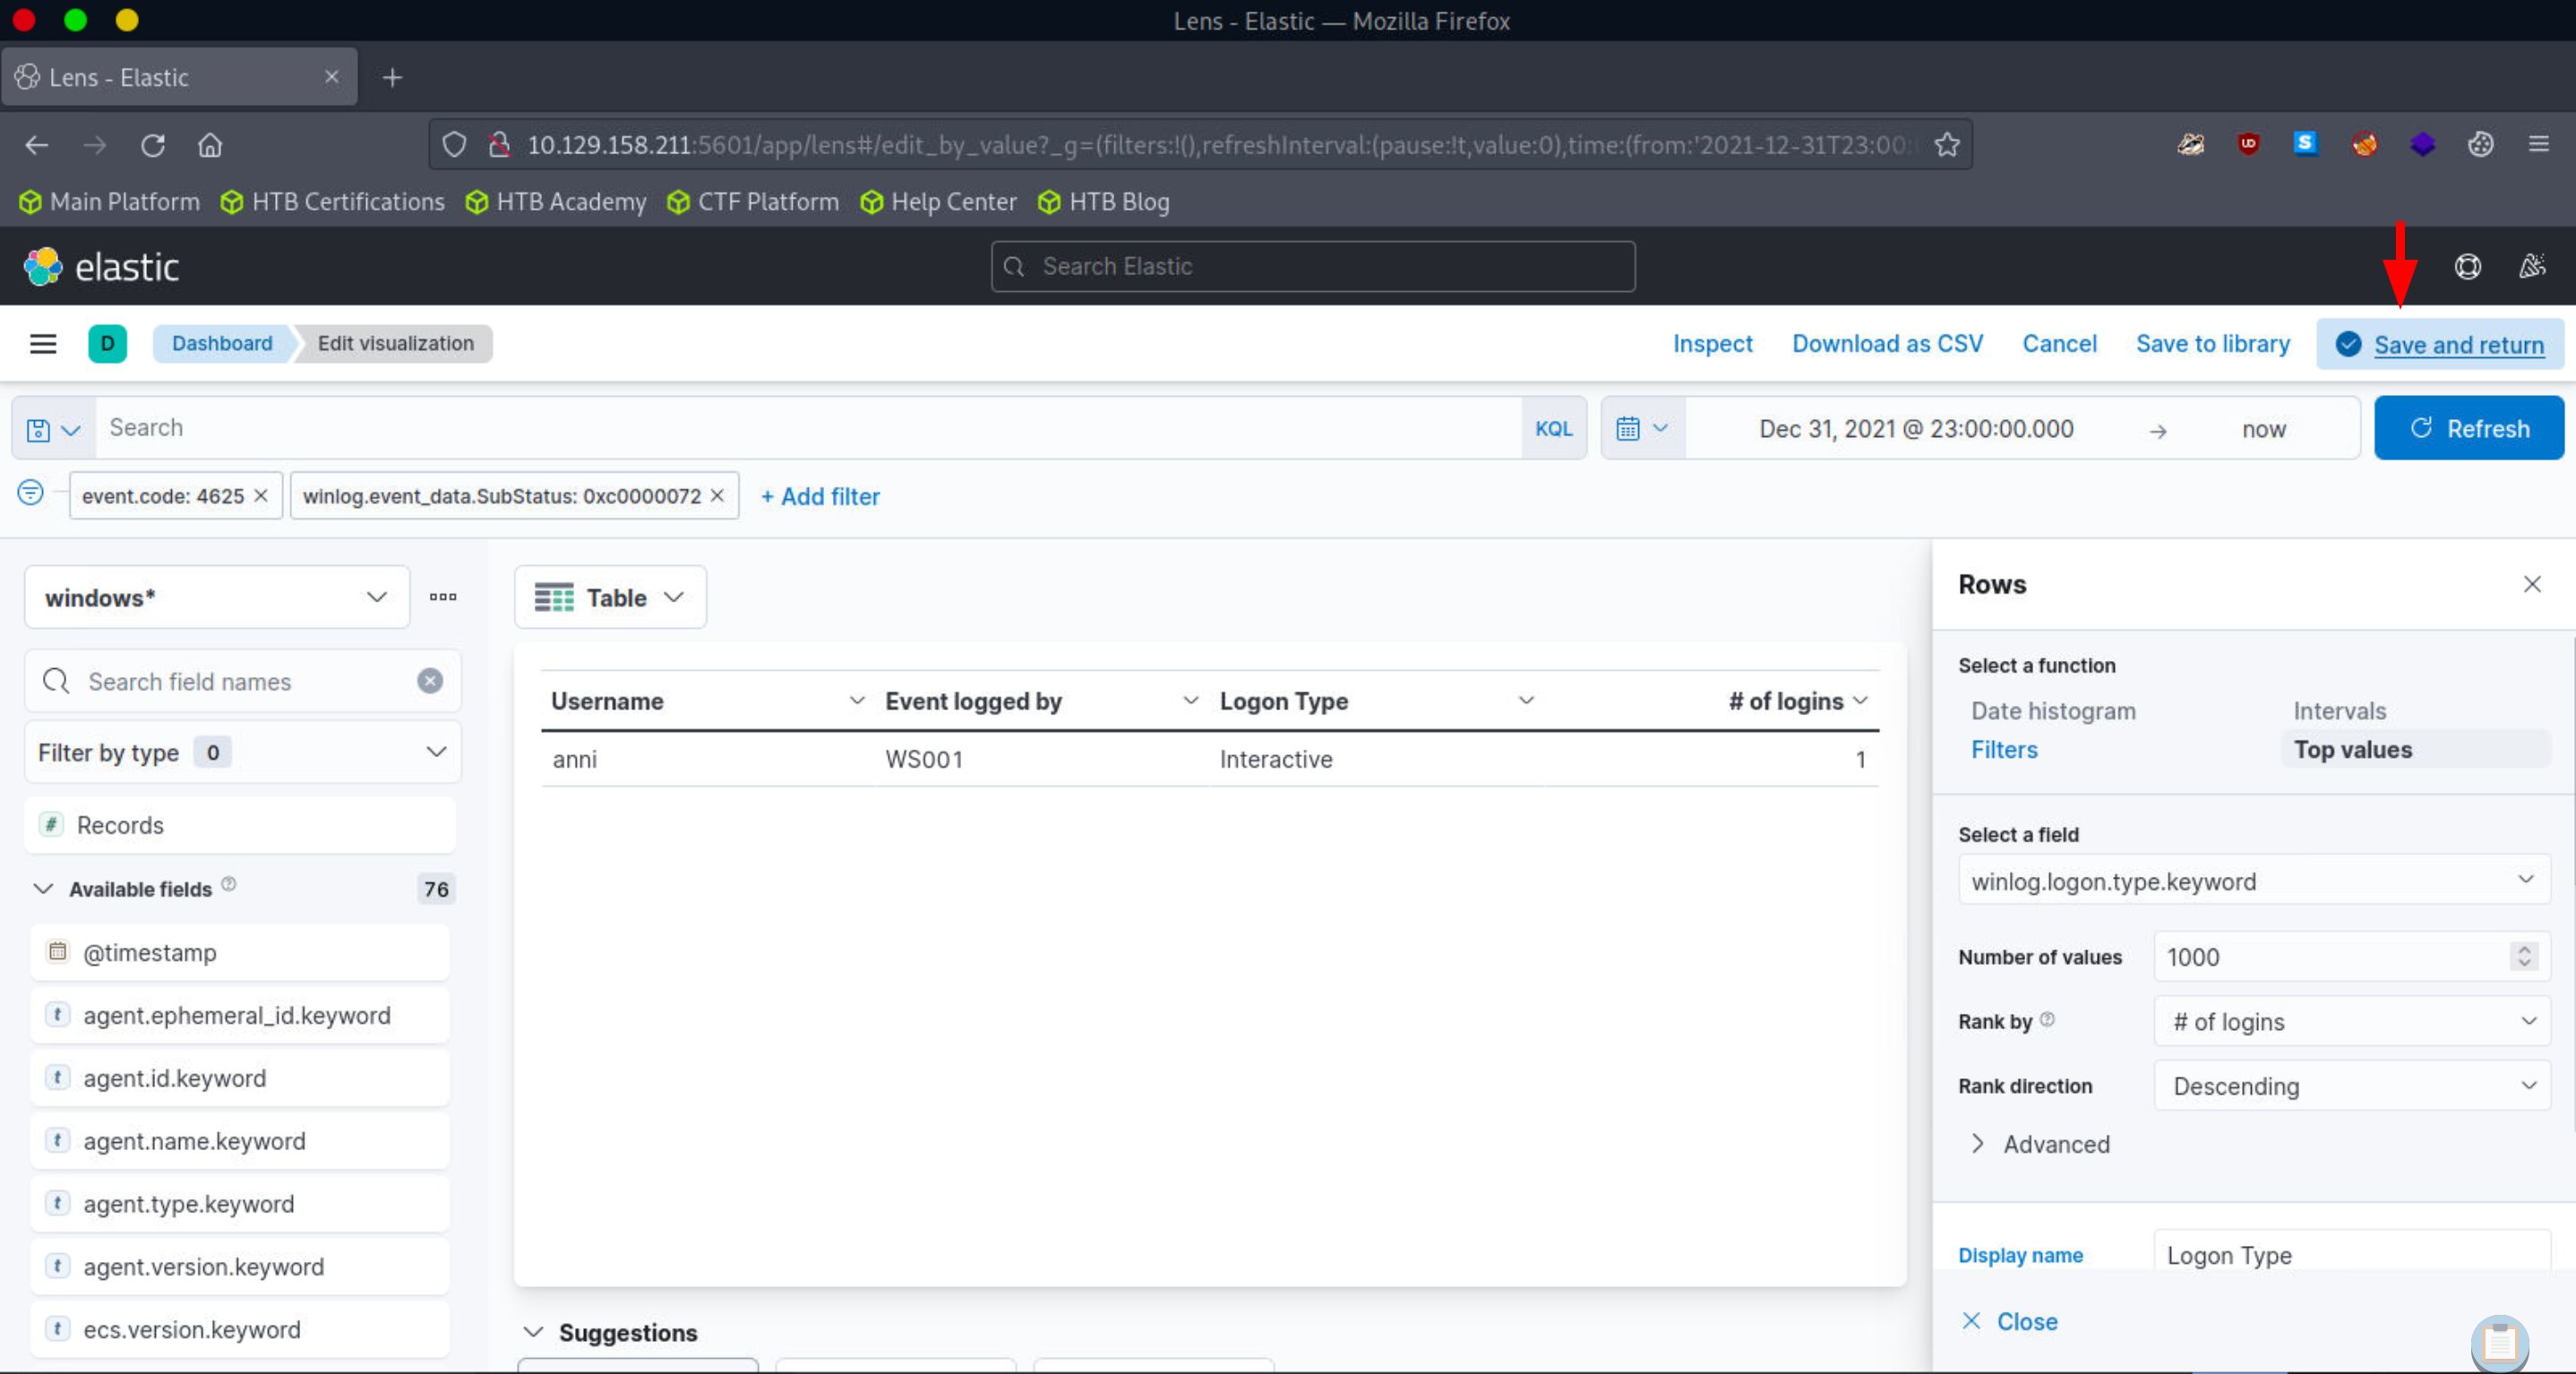 Lens - Elastic — Mozilla Firefox
Lens - Elastic
10.129.158.211:5601/app/lens#/edit_by_value?_g=(filters:!(),refreshInterval:(pause:!t,value:0),time:(from:'2021-12-31T23:00:
Main Platform HTB Certifications HTB Academy CTF Platform Help Center HTB Blog
elastic Search Elastic
D Dashboard Edit visualization Inspect Download as CSV Cancel Save to library Save and return
Search KQL Dec 31, 2021 @ 23:00:00.000 → now Refresh
event.code: 4625 × winlog.event_data.SubStatus: 0xc0000072 × + Add filter
windows*
Search field names
Filter by type 0
# Records
Available fields 76
@timestamp
t agent.ephemeral_id.keyword
t agent.id.keyword
t agent.name.keyword
t agent.type.keyword
t agent.version.keyword
t ecs.version.keyword
Table
Username Event logged by Logon Type # of logins
anni WS001 Interactive 1
Suggestions
Rows
Select a function
Date histogram Intervals
Filters Top values
Select a field
winlog.logon.type.keyword
Number of values 1000
Rank by # of logins
Rank direction Descending
Advanced
Display name Logon Type
Close